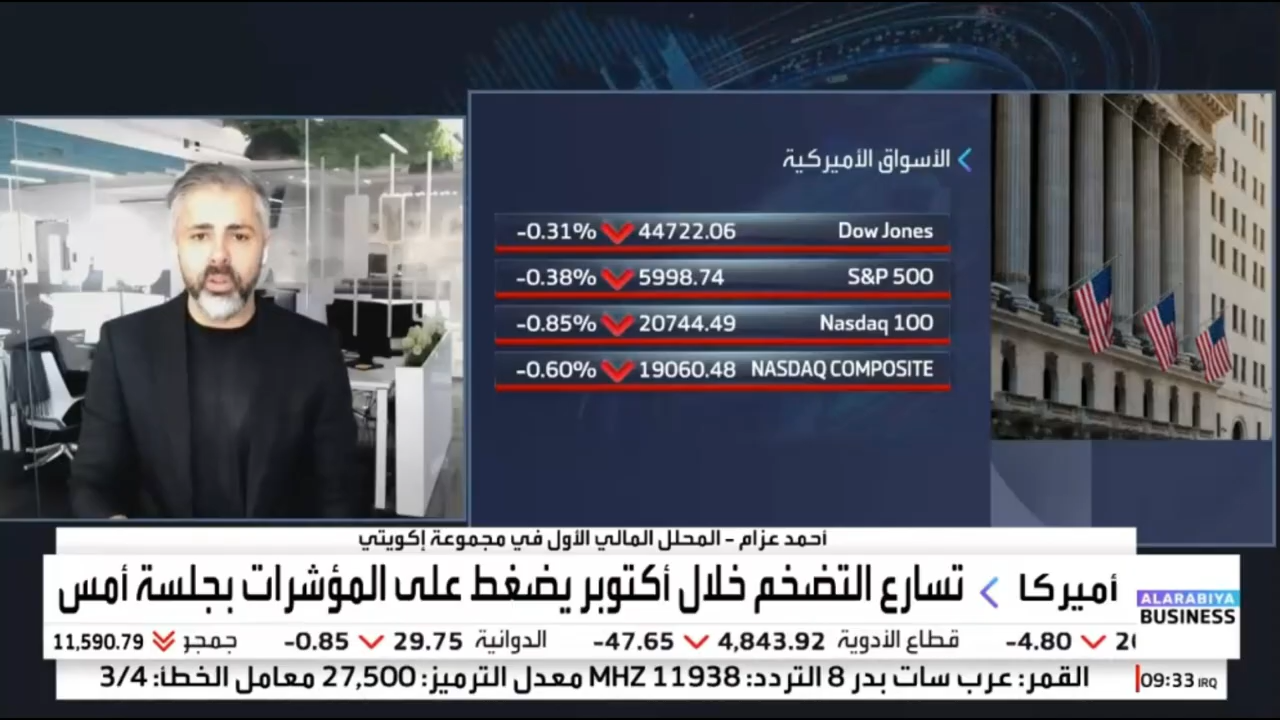 الأسواق الأميركية
Dow Jones 44722.06 -0.31%
S&P 500 5998.74 -0.38%
Nasdaq 100 20744.49 -0.85%
NASDAQ COMPOSITE 19060.48 -0.60%
أحمد عزام - المحلل المالي الأول في مجموعة إكويتي
أميركا تسارع التضخم خلال أكتوبر يضغط على المؤشرات بجلسة أمس
ALARABIYA
BUSINESS
-4.80 قطاع الأدوية 4,843.92 -47.65 الدوائية 29.75 -0.85 جمجو 11,590.79
القمر: عرب سات بدر 8 التردد: 11938 MHZ معدل الترميز: 27,500 معامل الخطأ: 3/4
09:33 IRQ